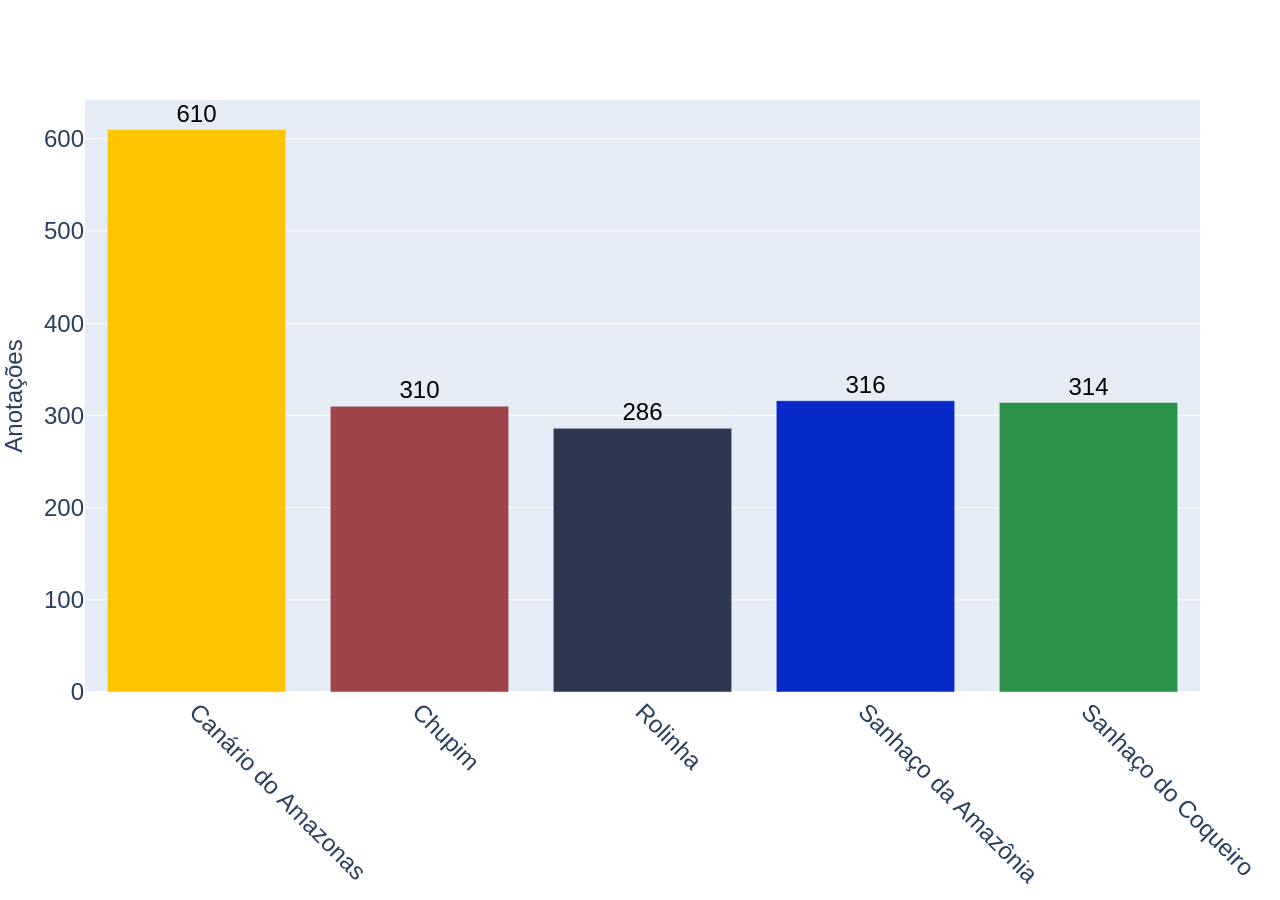 610
310
286
316
314
600
500
400
300
200
100
0
Anotações
Canário do Amazonas
Chupim
Rolinha
Sanhaço da Amazônia
Sanhaço do Coqueiro